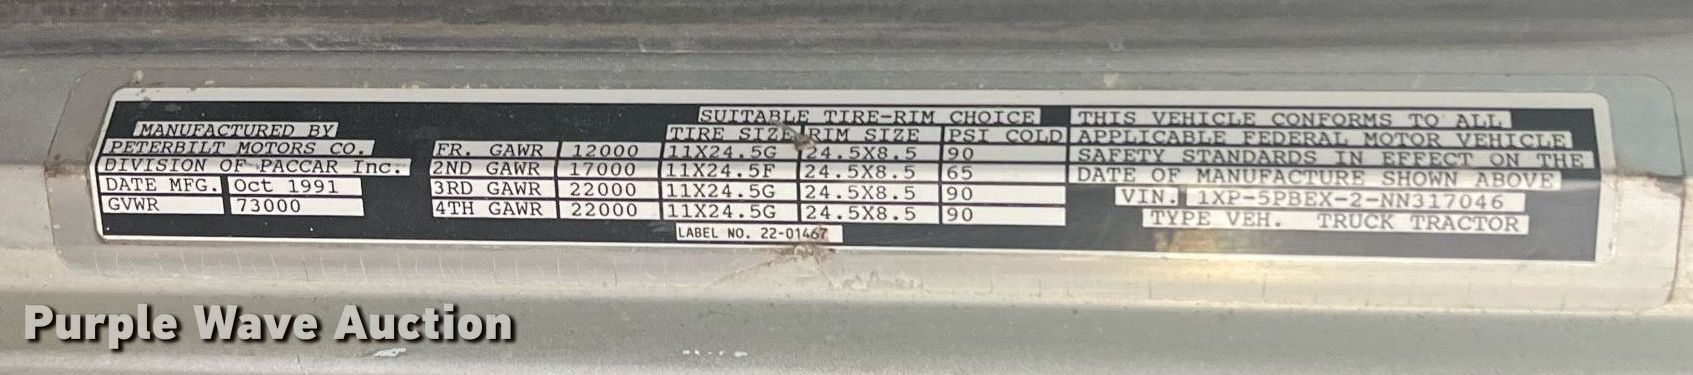 MANUFACTURED BY
PETERBILT MOTORS CO.
DIVISION OF PACCAR Inc.
DATE MFG. Oct 1991
GVWR 73000
SUITABLE TIRE-RIM CHOICE
TIRE SIZE RIM SIZE PSI COLD
FR. GAWR 12000 11X24.5G 24.5X8.5 90
2ND GAWR 17000 11X24.5F 24.5X8.5 65
3RD GAWR 22000 11X24.5G 24.5X8.5 90
4TH GAWR 22000 11X24.5G 24.5X8.5 90
LABEL NO. 22-01467
THIS VEHICLE CONFORMS TO ALL
APPLICABLE FEDERAL MOTOR VEHICLE
SAFETY STANDARDS IN EFFECT ON THE
DATE OF MANUFACTURE SHOWN ABOVE
VIN. 1XP-5PBEX-2-NN317046
TYPE VEH. TRUCK TRACTOR
Purple Wave Auction